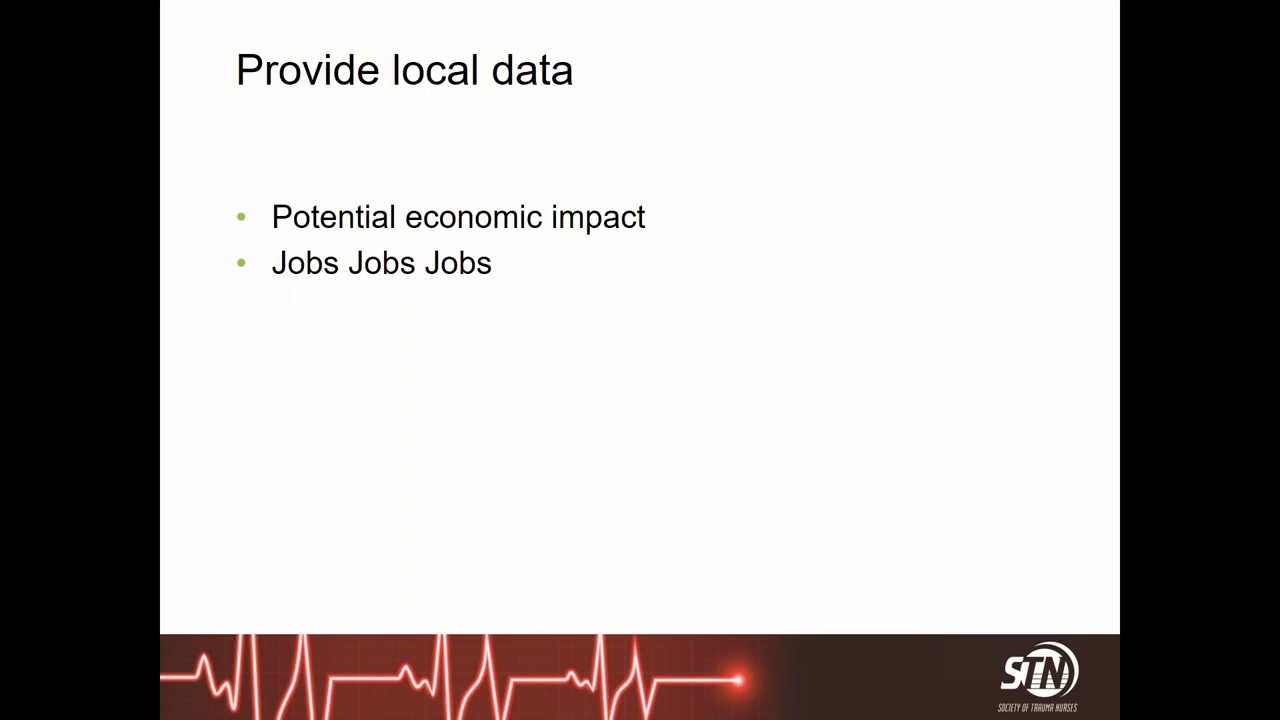 Provide local data
• Potential economic impact
• Jobs Jobs Jobs
STN
SOCIETY OF TRAUMA NURSES